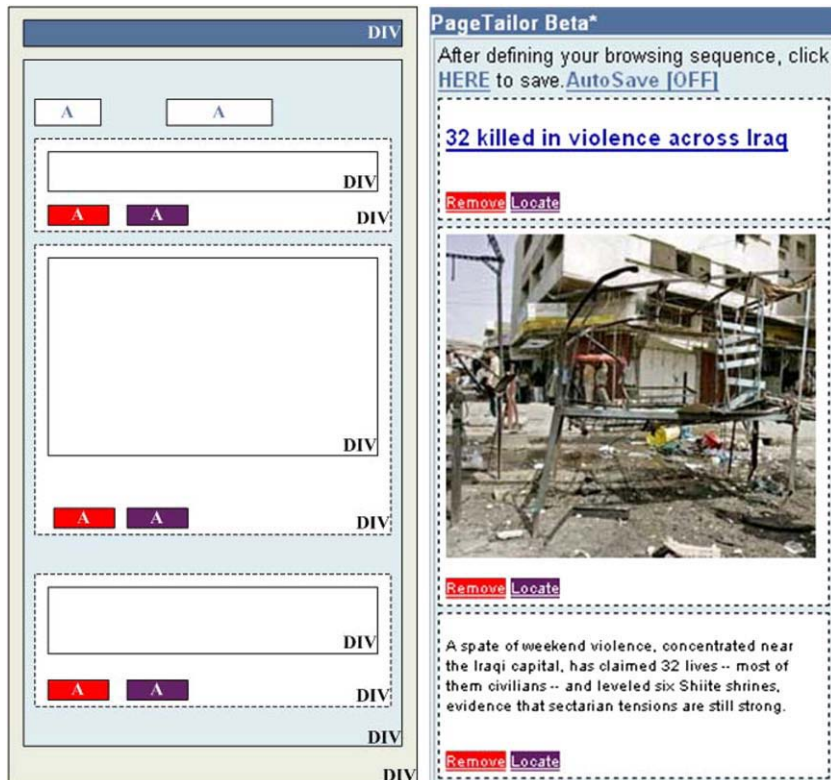 DIV
A A
DIV
A A DIV
DIV
A A DIV
DIV
A A DIV
DIV
DIV
PageTailor Beta*
After defining your browsing sequence, click
HERE to save. AutoSave [OFF]
32 killed in violence across Iraq
Remove Locate
Remove Locate
A spate of weekend violence, concentrated near
the Iraqi capital, has claimed 32 lives -- most of
them civilians -- and leveled six Shiite shrines,
evidence that sectarian tensions are still strong.
Remove Locate